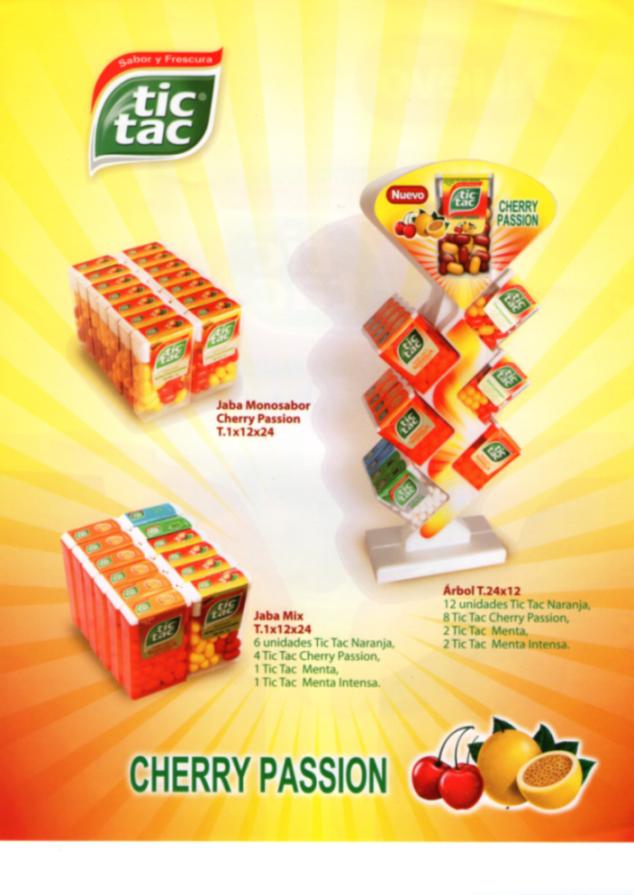 Sabor y Frescura
tic
tac
Nuevo
tic
tac
CHERRY
PASSION
Jaba Monosabor
Cherry Passion
T.1x12x24
Jaba Mix
T.1x12x24
6 unidades Tic Tac Naranja,
4 Tic Tac Cherry Passion,
1 Tic Tac Menta,
1 Tic Tac Menta Intensa.
Árbol T.24x12
12 unidades Tic Tac Naranja,
8 Tic Tac Cherry Passion,
2 Tic Tac Menta,
2 Tic Tac Menta Intensa.
CHERRY PASSION